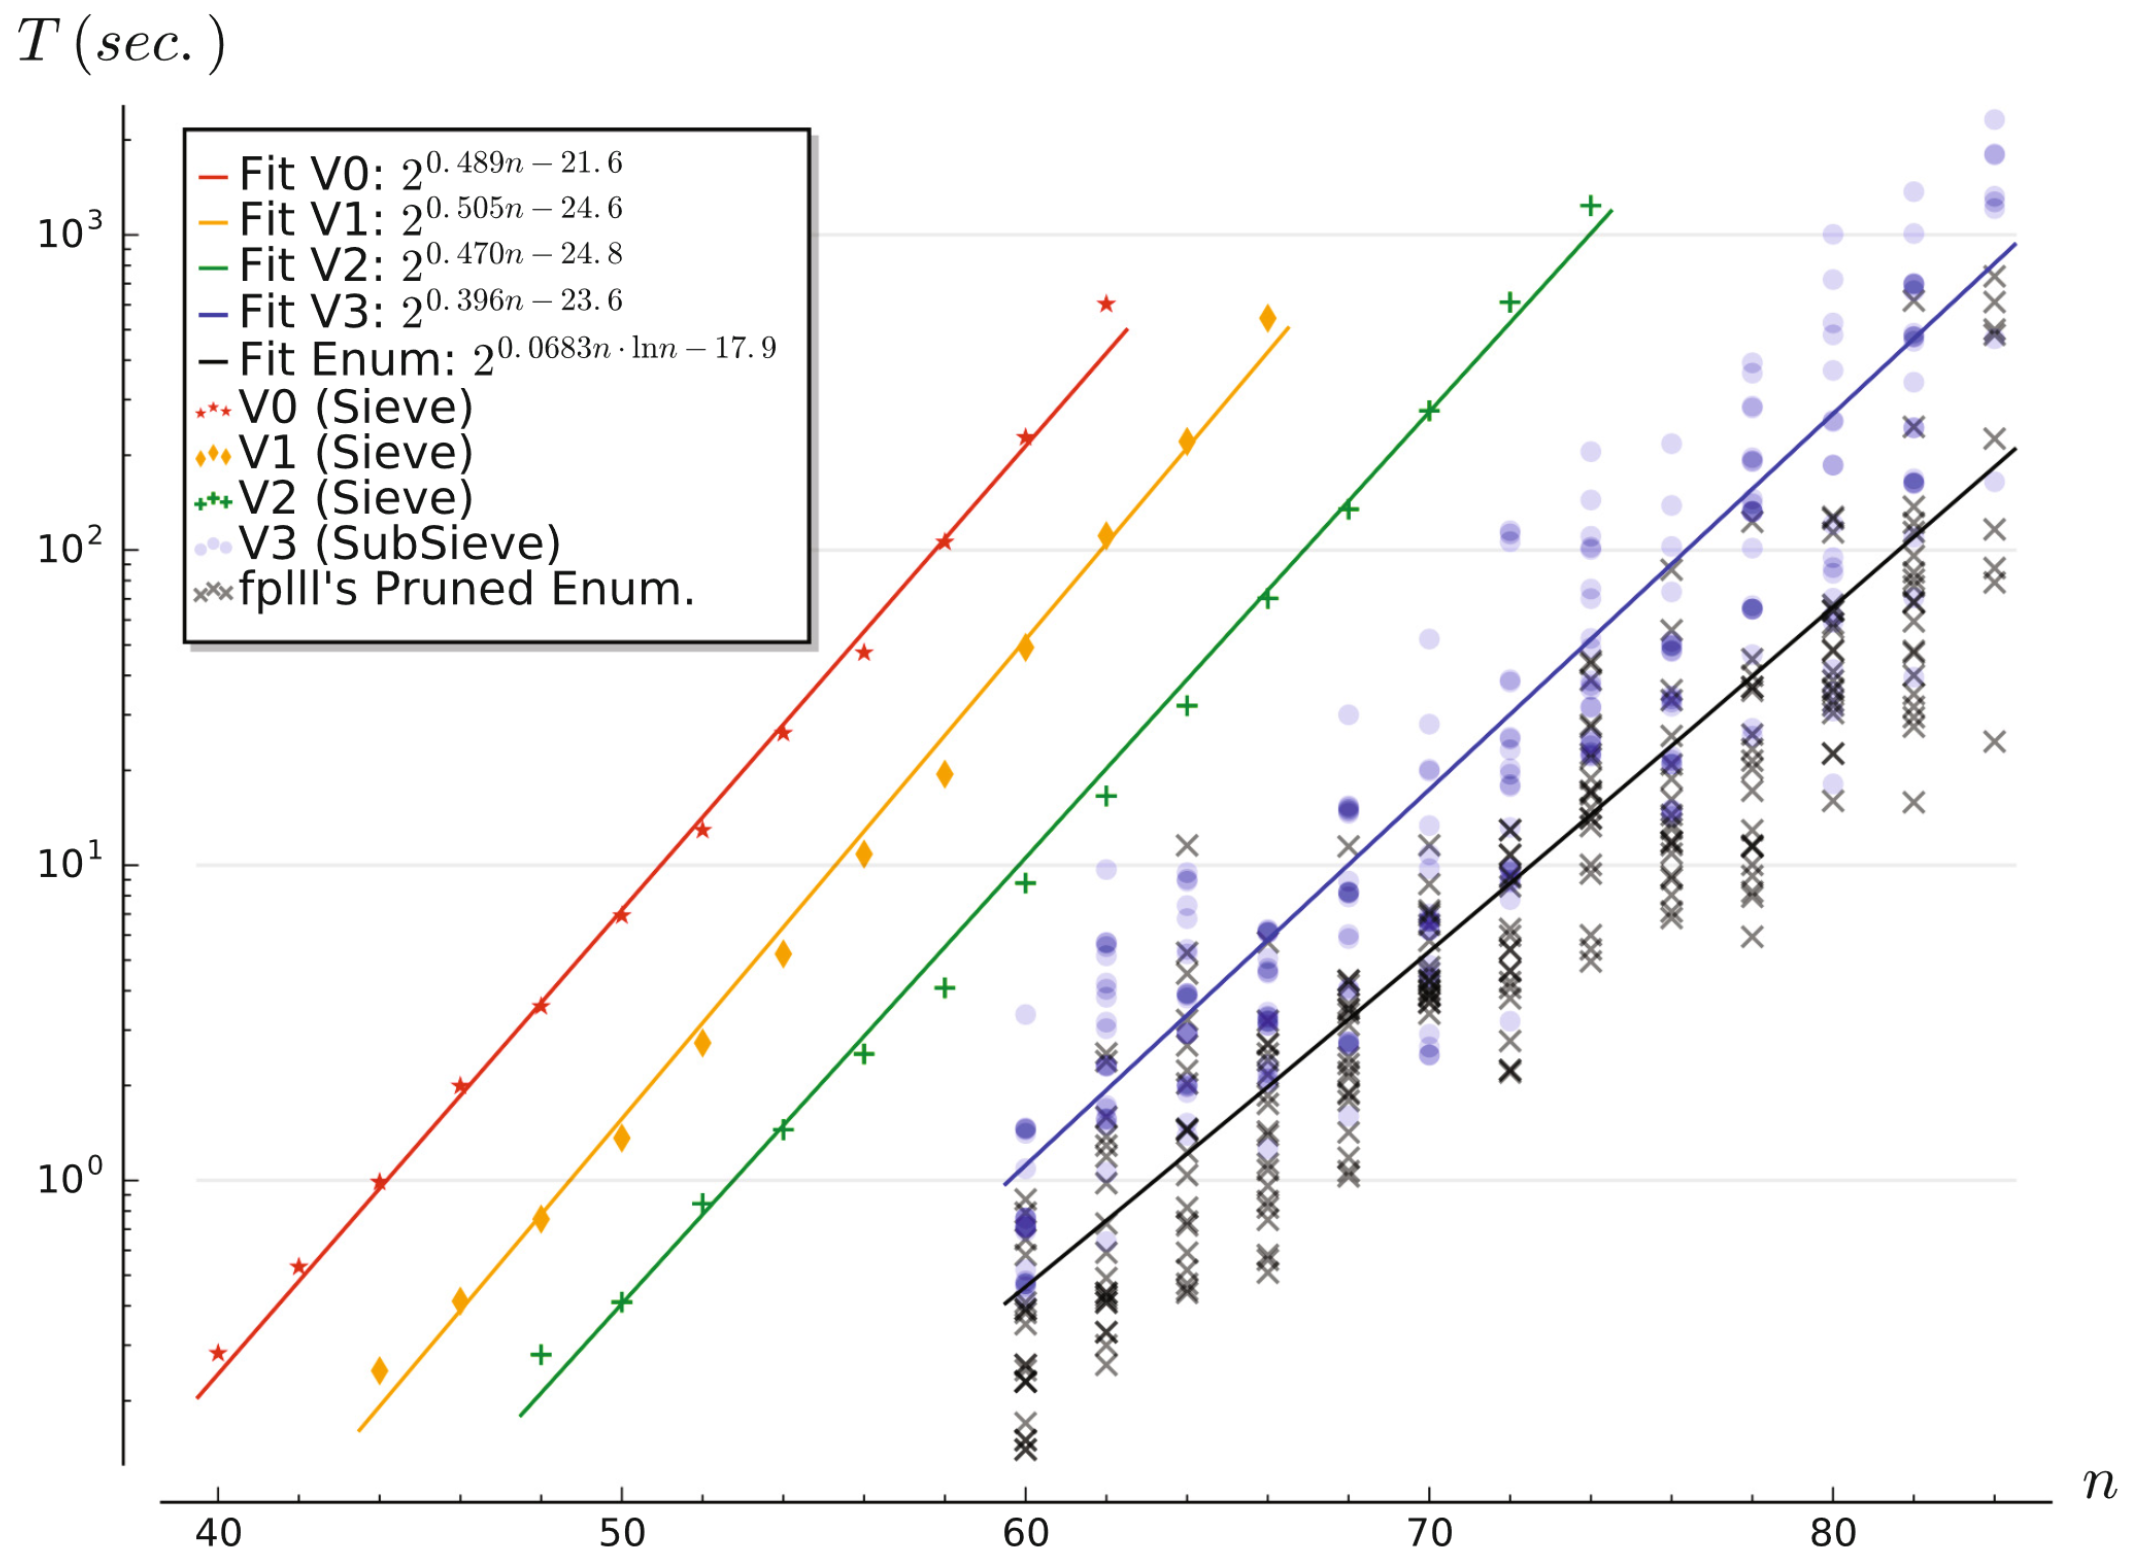 T (sec.)
Fit V0: 2^{0.489n − 21.6}
Fit V1: 2^{0.505n − 24.6}
Fit V2: 2^{0.470n − 24.8}
Fit V3: 2^{0.396n − 23.6}
Fit Enum: 2^{0.0683n · lnn − 17.9}
V0 (Sieve)
V1 (Sieve)
V2 (Sieve)
V3 (SubSieve)
fplll's Pruned Enum.
10^3
10^2
10^1
10^0
n
40 50 60 70 80